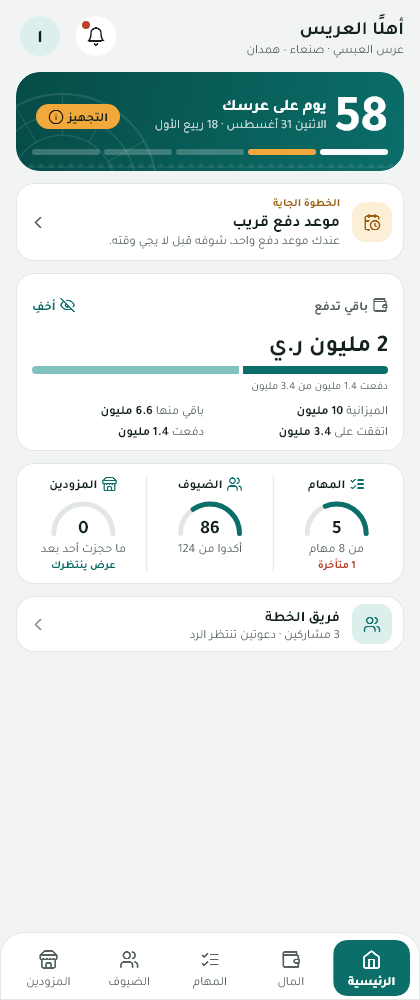 أهلًا العريس
عرس العبسي · صنعاء - همدان
ا
58
يوم على عرسك
الاثنين 31 أغسطس · 18 ربيع الأول
التجهيز
الخطوة الجاية
موعد دفع قريب
عندك موعد دفع واحد، شوفه قبل لا يجي وقته.
باقي تدفع
أخفِ
2 مليون ر.ي
دفعت 1.4 مليون من 3.4 مليون
الميزانية 10 مليون
باقي منها 6.6 مليون
اتفقت على 3.4 مليون
دفعت 1.4 مليون
المهام
5
من 8 مهام
1 متأخرة
الضيوف
86
أكدوا من 124
المزودين
0
ما حجزت أحد بعد
عرض ينتظرك
فريق الخطة
3 مشاركين · دعوتين تنتظر الرد
الرئيسية
المال
المهام
الضيوف
المزودين